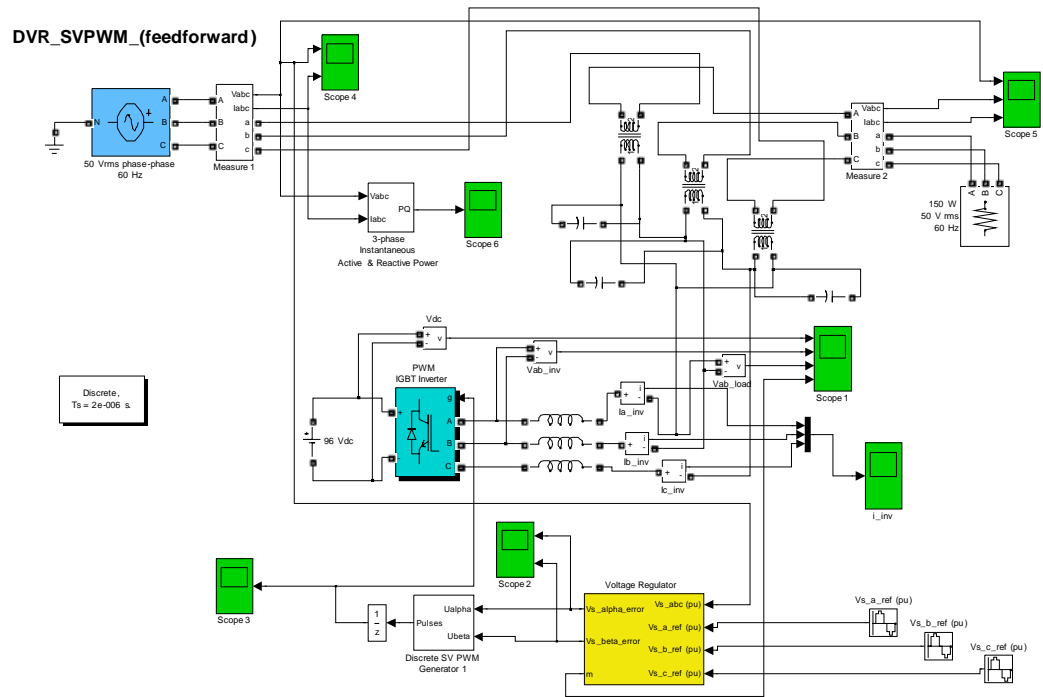 DVR_SVPWM_(feedforward)
N
A
B
C
50 Vrms phase-phase
60 Hz
A
B
C
Vabc
Iabc
a
b
c
Measure 1
Scope 4
A
B
C
Vabc
Iabc
a
b
c
Measure 2
Scope 5
A
B
C
150 W
50 V rms
60 Hz
Vabc
Iabc
PQ
3-phase
Instantaneous
Active & Reactive Power
Scope 6
Vdc
+
-
v
+
-
v
Vab_inv
+
-
v
Vab_load
Scope 1
Discrete,
Ts = 2e-006 s.
PWM
IGBT Inverter
g
A
B
C
+
-
+
96 Vdc
+
i
-
Ia_inv
+
i
-
Ib_inv
+
i
-
Ic_inv
i_inv
Scope 2
Scope 3
1
z
Pulses
Ualpha
Ubeta
Discrete SV PWM
Generator 1
Voltage Regulator
Vs_alpha_error
Vs_beta_error
m
Vs_abc (pu)
Vs_a_ref (pu)
Vs_b_ref (pu)
Vs_c_ref (pu)
Vs_a_ref (pu)
Vs_b_ref (pu)
Vs_c_ref (pu)